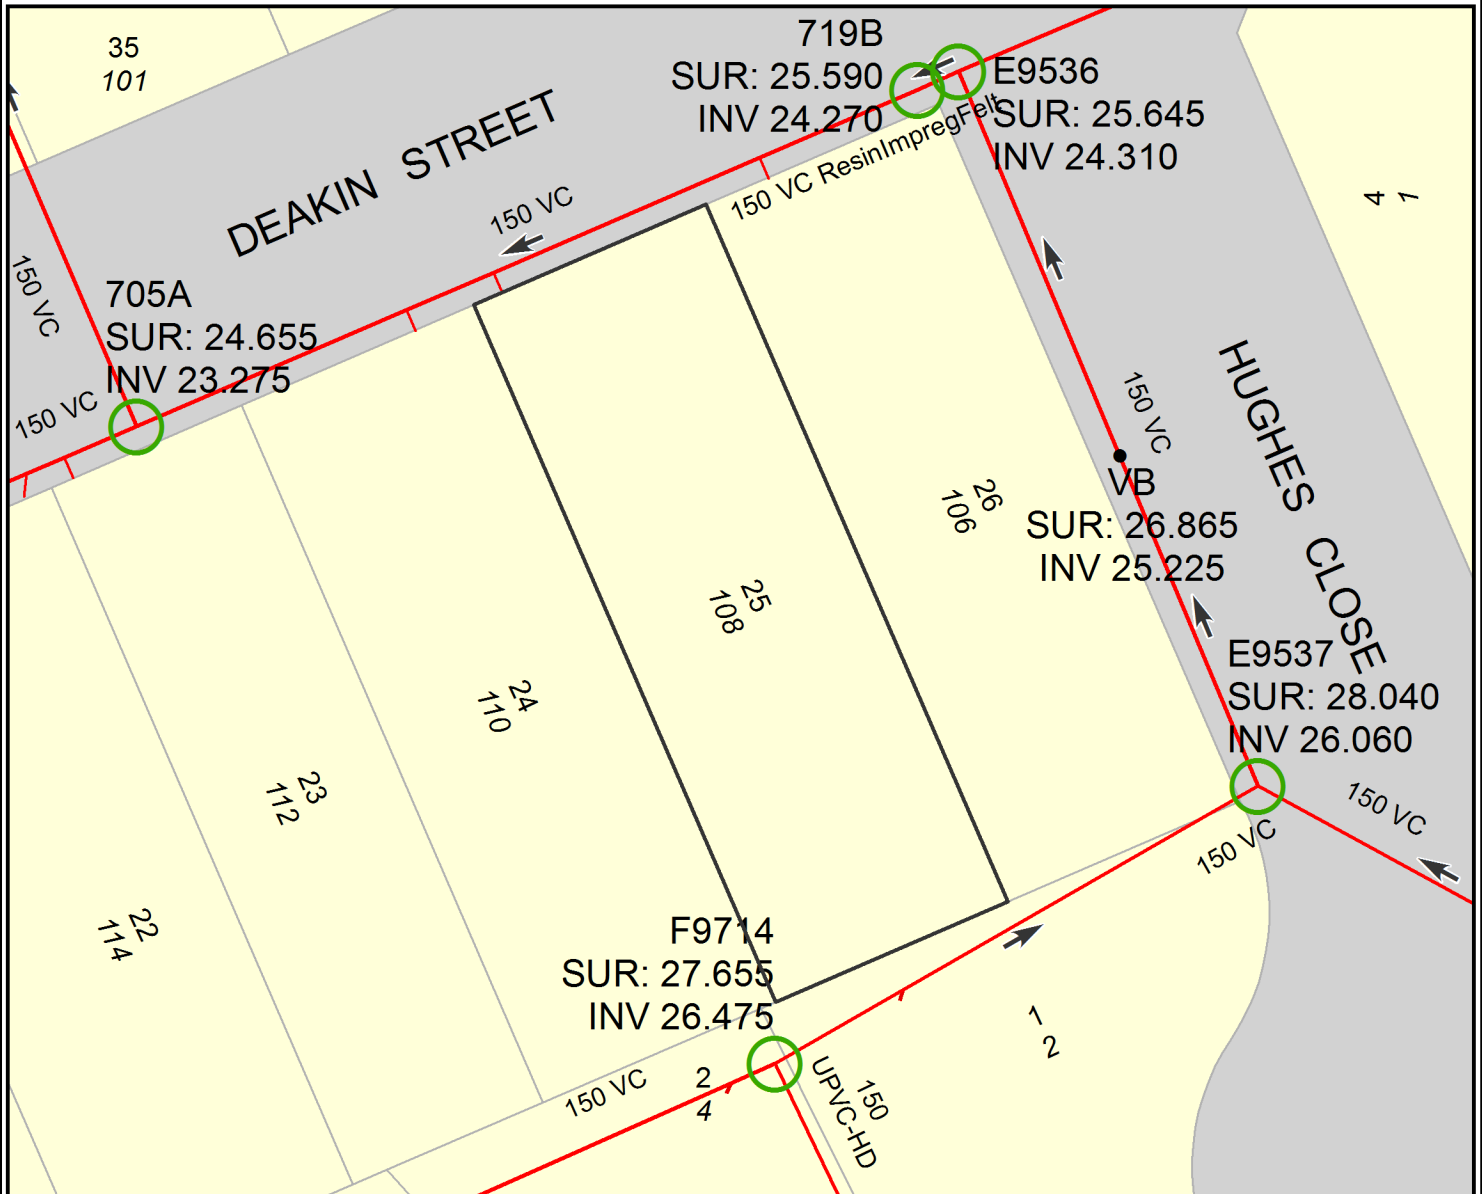 35
101
719B
SUR: 25.590
INV 24.270
E9536
SUR: 25.645
INV 24.310
DEAKIN STREET
150 VC
150 VC ResinImpregFelt
4
1
150 VC
705A
SUR: 24.655
INV 23.275
150 VC
150 VC
HUGHES CLOSE
VB
SUR: 26.865
INV 25.225
26
106
25
108
24
110
23
112
22
114
E9537
SUR: 28.040
INV 26.060
150 VC
150 VC
F9714
SUR: 27.655
INV 26.475
1
2
150 VC
2
4
150
UPVC-HD